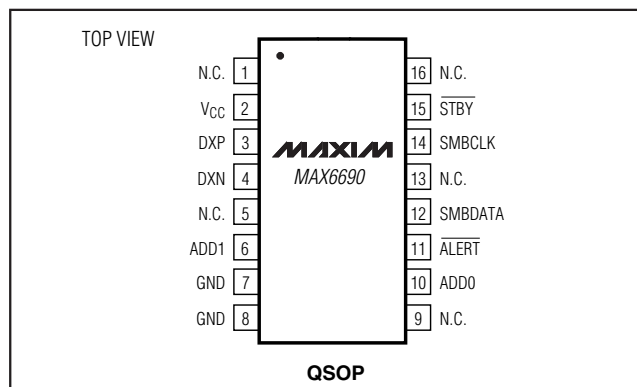 TOP VIEW
N.C. 1 16 N.C.
VCC 2 15 STBY
DXP 3 14 SMBCLK
MAXIM
DXN 4 MAX6690 13 N.C.
N.C. 5 12 SMBDATA
ADD1 6 11 ALERT
GND 7 10 ADD0
GND 8 9 N.C.
QSOP